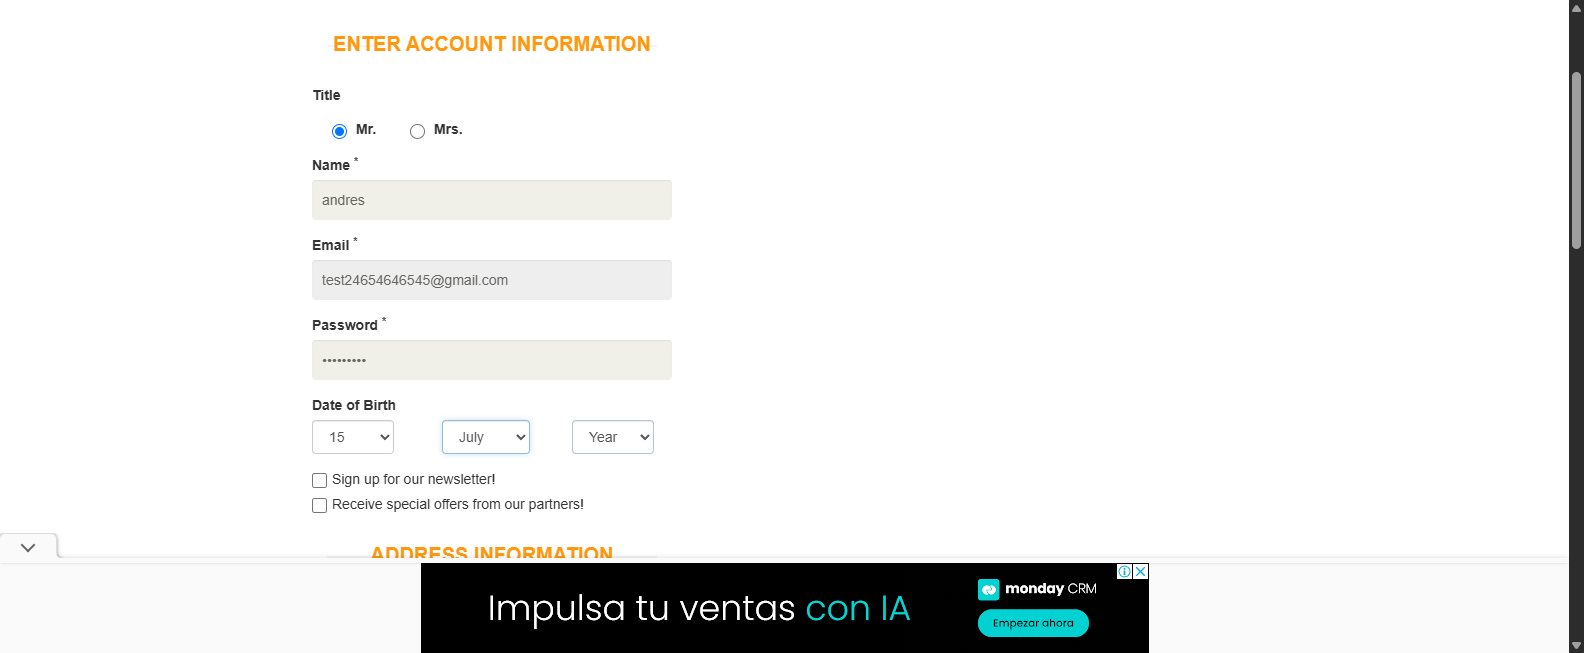 ENTER ACCOUNT INFORMATION
Title
Mr. Mrs.
Name *
andres
Email *
test24654646545@gmail.com
Password *
•••••••••
Date of Birth
15 July Year
Sign up for our newsletter!
Receive special offers from our partners!
ADDRESS INFORMATION
Impulsa tu ventas con IA
monday CRM
Empezar ahora